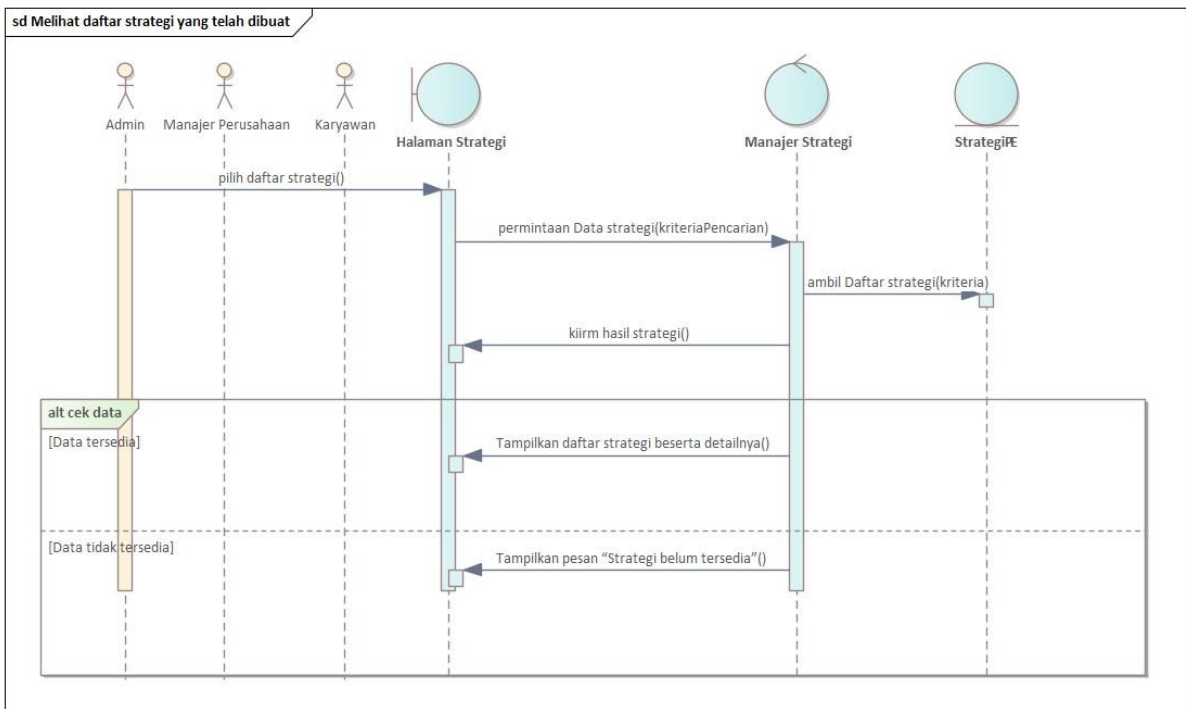 sd Melihat daftar strategi yang telah dibuat
Admin
Manajer Perusahaan
Karyawan
Halaman Strategi
Manajer Strategi
StrategiPE
pilih daftar strategi()
permintaan Data strategi(kriteriaPencarian)
ambil Daftar strategi(kriteria)
kiirm hasil strategi()
alt cek data
[Data tersedia]
Tampilkan daftar strategi beserta detailnya()
[Data tidak tersedia]
Tampilkan pesan “Strategi belum tersedia”()